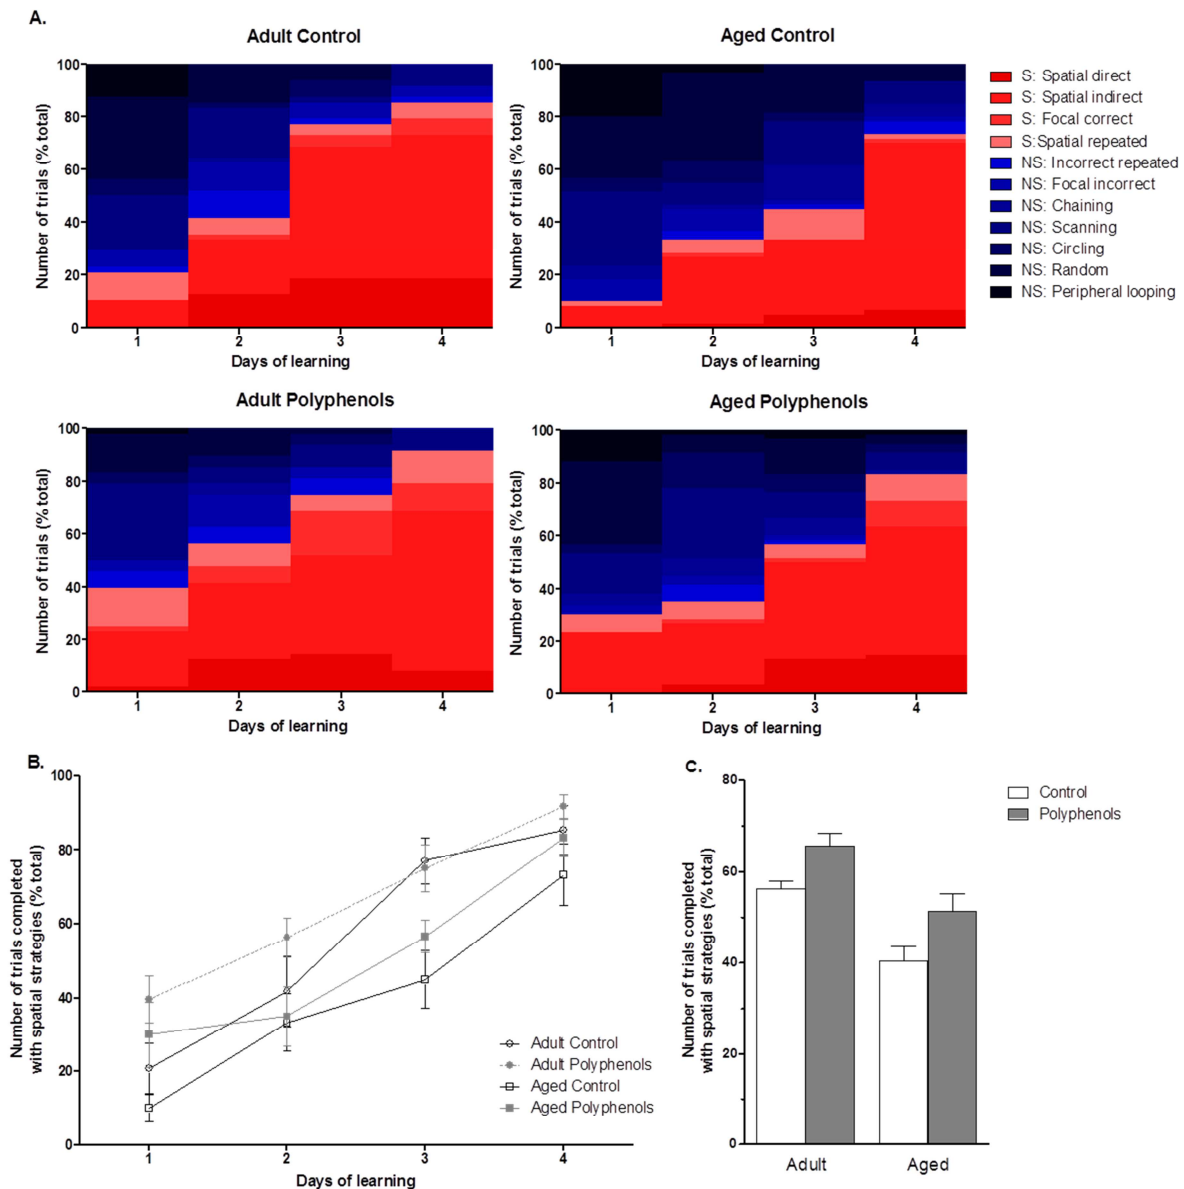 A.
Adult Control
Number of trials (% total)
100
80
60
40
20
0
1 2 3 4
Days of learning
Aged Control
Number of trials (% total)
100
80
60
40
20
0
1 2 3 4
Days of learning
S: Spatial direct
S: Spatial indirect
S: Focal correct
S:Spatial repeated
NS: Incorrect repeated
NS: Focal incorrect
NS: Chaining
NS: Scanning
NS: Circling
NS: Random
NS: Peripheral looping
Adult Polyphenols
Number of trials (% total)
100
80
60
40
20
0
1 2 3 4
Days of learning
Aged Polyphenols
Number of trials (% total)
100
80
60
40
20
0
1 2 3 4
Days of learning
B.
Number of trials completed
with spatial strategies (% total)
100
80
60
40
20
0
1 2 3 4
Days of learning
Adult Control
Adult Polyphenols
Aged Control
Aged Polyphenols
C.
Number of trials completed
with spatial strategies (% total)
80
60
40
20
0
Adult Aged
Control
Polyphenols